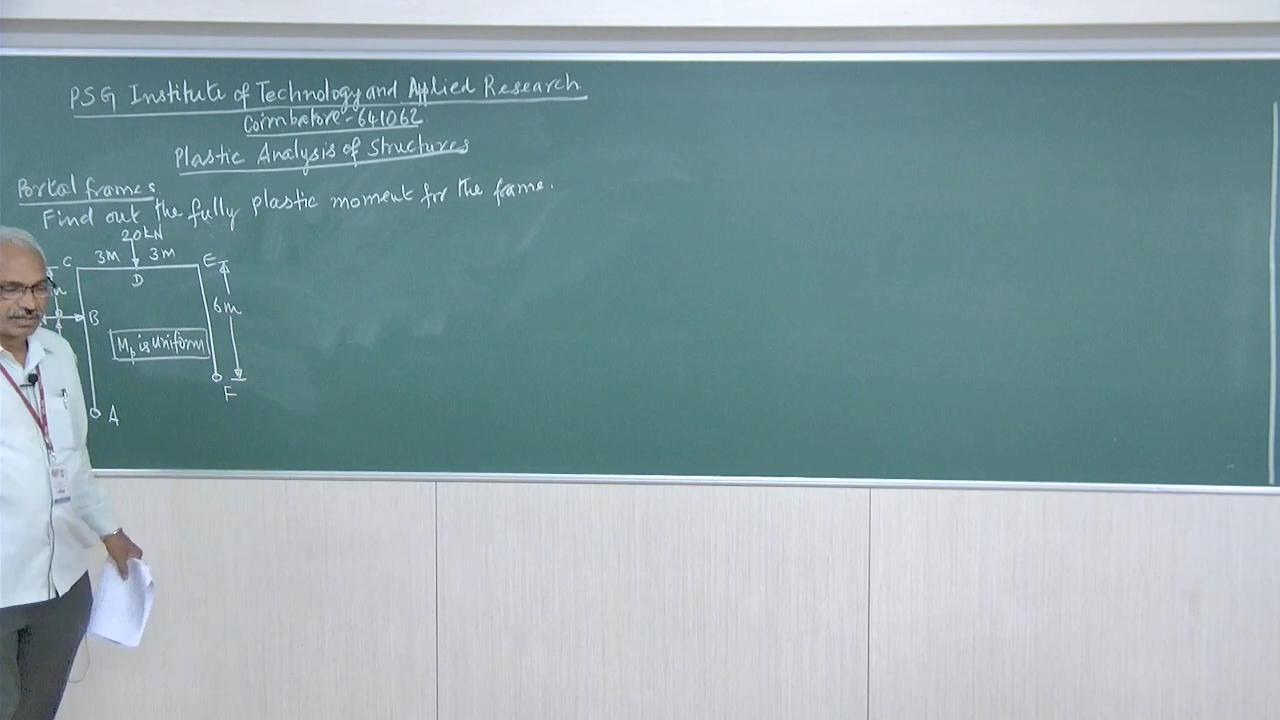 PSG Institute of Technology and Applied Research
Coimbatore-641062
Plastic Analysis of Structures
Portal frames
Find out the fully plastic moment for the frame.
20kN
C 3m 3m E
D
B 6m
Mp is Uniform
F
A